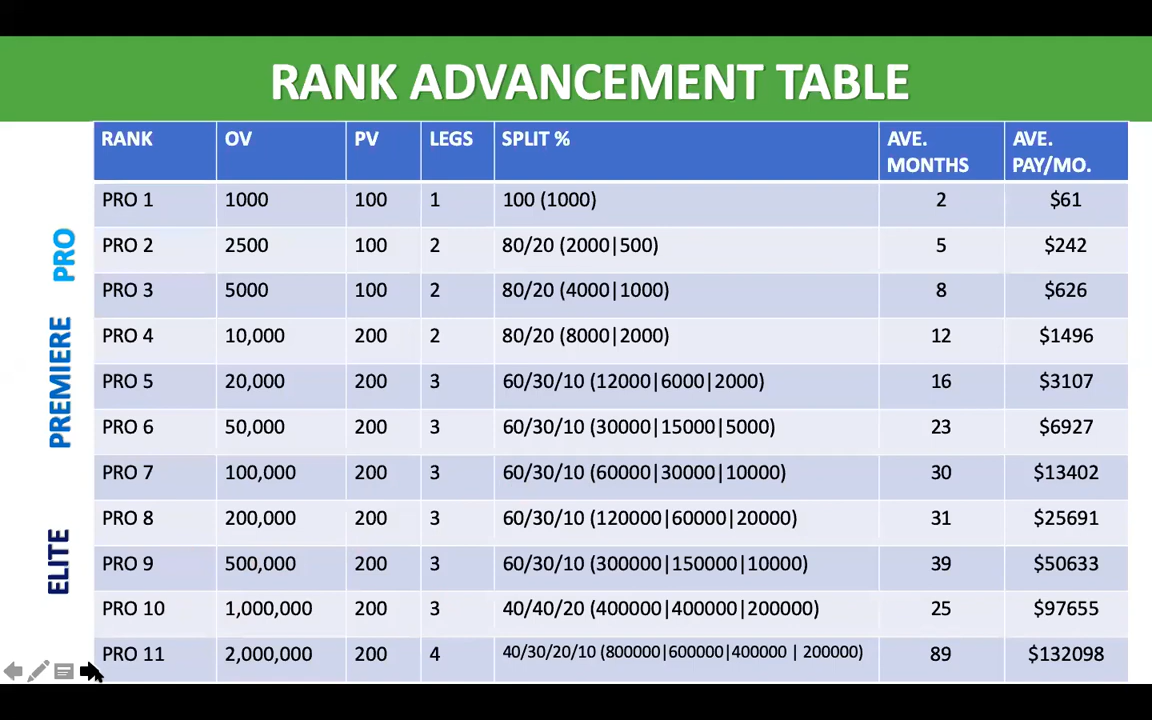 RANK ADVANCEMENT TABLE
RANK OV PV LEGS SPLIT % AVE. MONTHS AVE. PAY/MO.
PRO 1 1000 100 1 100 (1000) 2 $61
PRO 2 2500 100 2 80/20 (2000|500) 5 $242
PRO 3 5000 100 2 80/20 (4000|1000) 8 $626
PRO 4 10,000 200 2 80/20 (8000|2000) 12 $1496
PRO 5 20,000 200 3 60/30/10 (12000|6000|2000) 16 $3107
PRO 6 50,000 200 3 60/30/10 (30000|15000|5000) 23 $6927
PRO 7 100,000 200 3 60/30/10 (60000|30000|10000) 30 $13402
PRO 8 200,000 200 3 60/30/10 (120000|60000|20000) 31 $25691
PRO 9 500,000 200 3 60/30/10 (300000|150000|10000) 39 $50633
PRO 10 1,000,000 200 3 40/40/20 (400000|400000|200000) 25 $97655
PRO 11 2,000,000 200 4 40/30/20/10 (800000|600000|400000 | 200000) 89 $132098
PRO
PREMIERE
ELITE